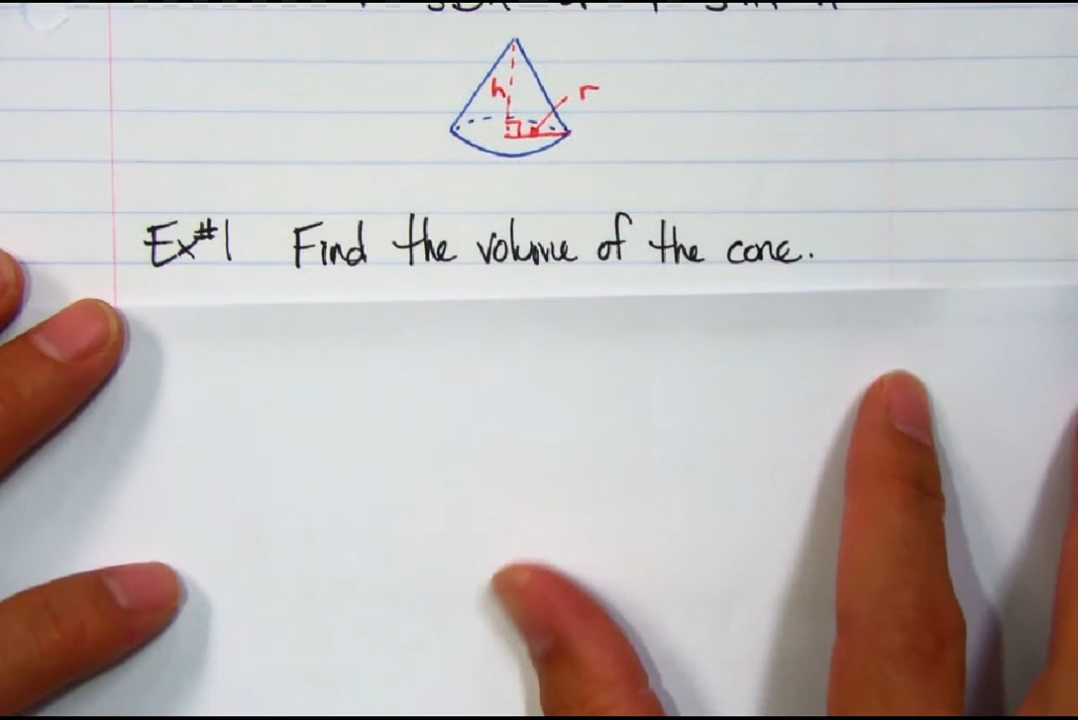 h r
Ex#1 Find the volume of the cone.